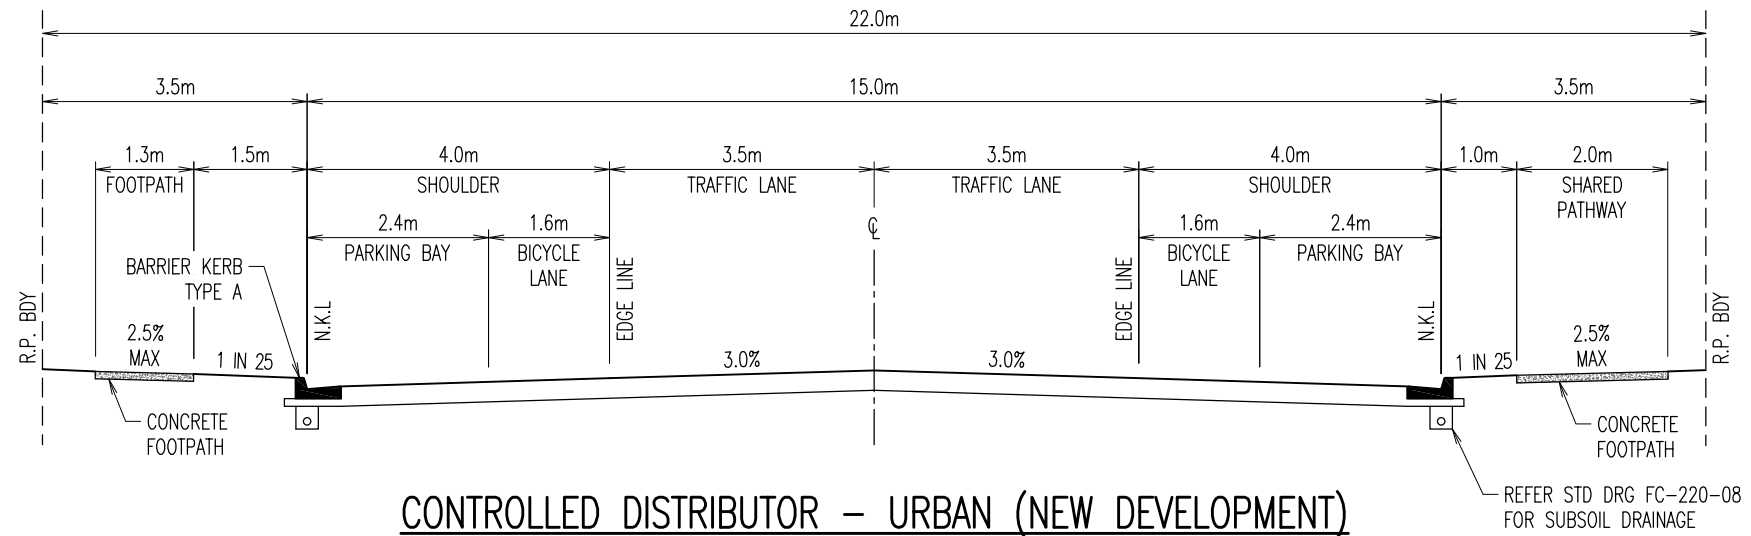 22.0m
3.5m 15.0m 3.5m
1.3m 1.5m 4.0m 3.5m 3.5m 4.0m 1.0m 2.0m
FOOTPATH SHOULDER TRAFFIC LANE TRAFFIC LANE SHOULDER SHARED
PATHWAY
2.4m 1.6m ℄ 1.6m 2.4m
PARKING BAY BICYCLE BICYCLE PARKING BAY
LANE LANE
BARRIER KERB
TYPE A
R.P. BDY
N.K.L
EDGE LINE
EDGE LINE
N.K.L
R.P. BDY
2.5% 2.5%
MAX 1 IN 25 3.0% 3.0% 1 IN 25 MAX
CONCRETE
FOOTPATH
CONCRETE
FOOTPATH
REFER STD DRG FC-220-08
FOR SUBSOIL DRAINAGE
CONTROLLED DISTRIBUTOR – URBAN (NEW DEVELOPMENT)